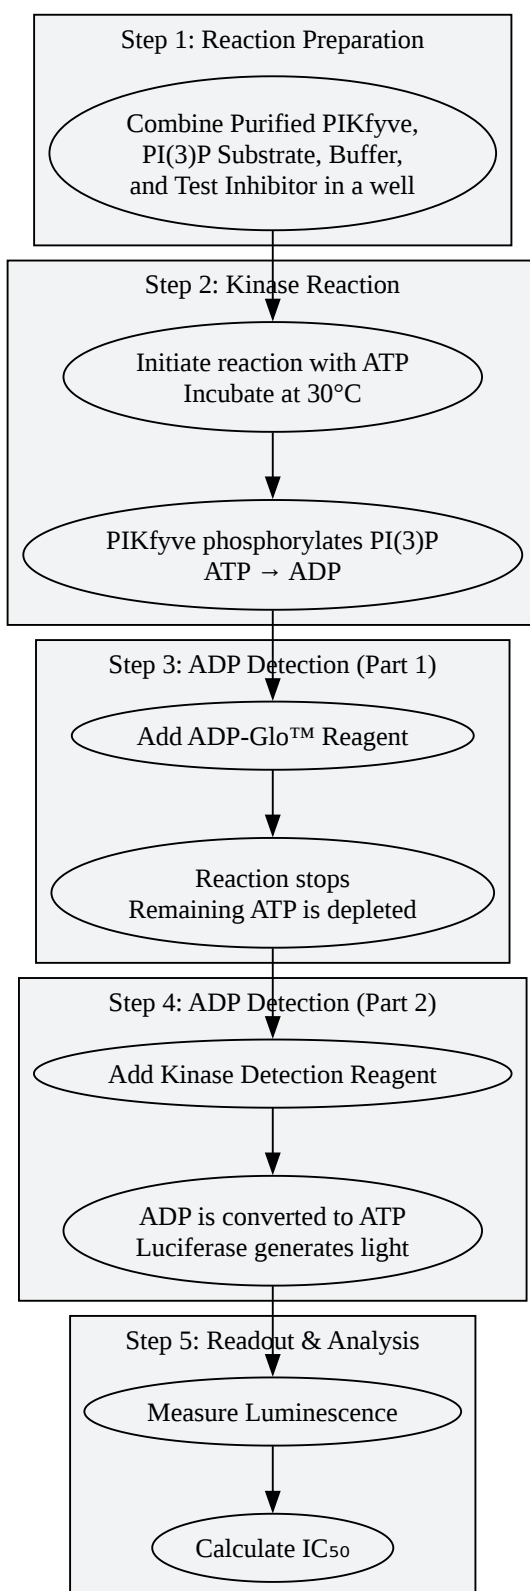 Step 1: Reaction Preparation
Combine Purified PIKfyve,
PI(3)P Substrate, Buffer,
and Test Inhibitor in a well
Step 2: Kinase Reaction
Initiate reaction with ATP
Incubate at 30°C
PIKfyve phosphorylates PI(3)P
ATP → ADP
Step 3: ADP Detection (Part 1)
Add ADP-Glo™ Reagent
Reaction stops
Remaining ATP is depleted
Step 4: ADP Detection (Part 2)
Add Kinase Detection Reagent
ADP is converted to ATP
Luciferase generates light
Step 5: Readout & Analysis
Measure Luminescence
Calculate IC₅₀